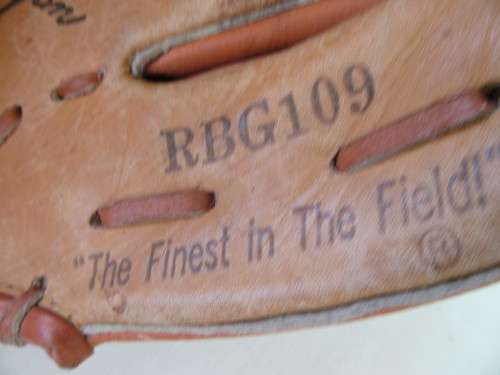 RBG109
"The Finest in The Field!"
®